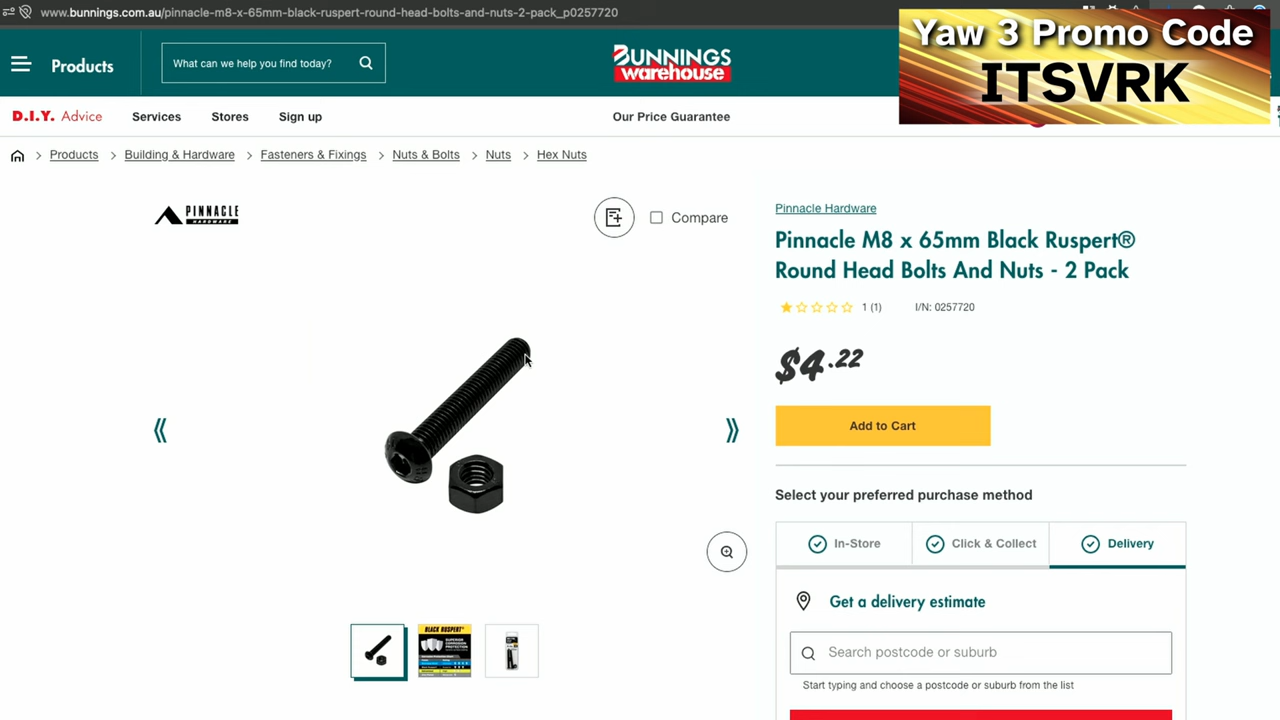 www.bunnings.com.au/pinnacle-m8-x-65mm-black-ruspert-round-head-bolts-and-nuts-2-pack_p0257720
Yaw 3 Promo Code
ITSVRK
Products
What can we help you find today?
BUNNINGS
warehouse
D.I.Y. Advice
Services
Stores
Sign up
Our Price Guarantee
Products
Building & Hardware
Fasteners & Fixings
Nuts & Bolts
Nuts
Hex Nuts
PINNACLE
HARDWARE
Compare
Pinnacle Hardware
Pinnacle M8 x 65mm Black Ruspert®
Round Head Bolts And Nuts - 2 Pack
1 (1)
I/N: 0257720
$4.22
Add to Cart
Select your preferred purchase method
In-Store
Click & Collect
Delivery
Get a delivery estimate
Search postcode or suburb
Start typing and choose a postcode or suburb from the list
BLACK RUSPERT®
SUPERIOR
CORROSION
PROTECTION